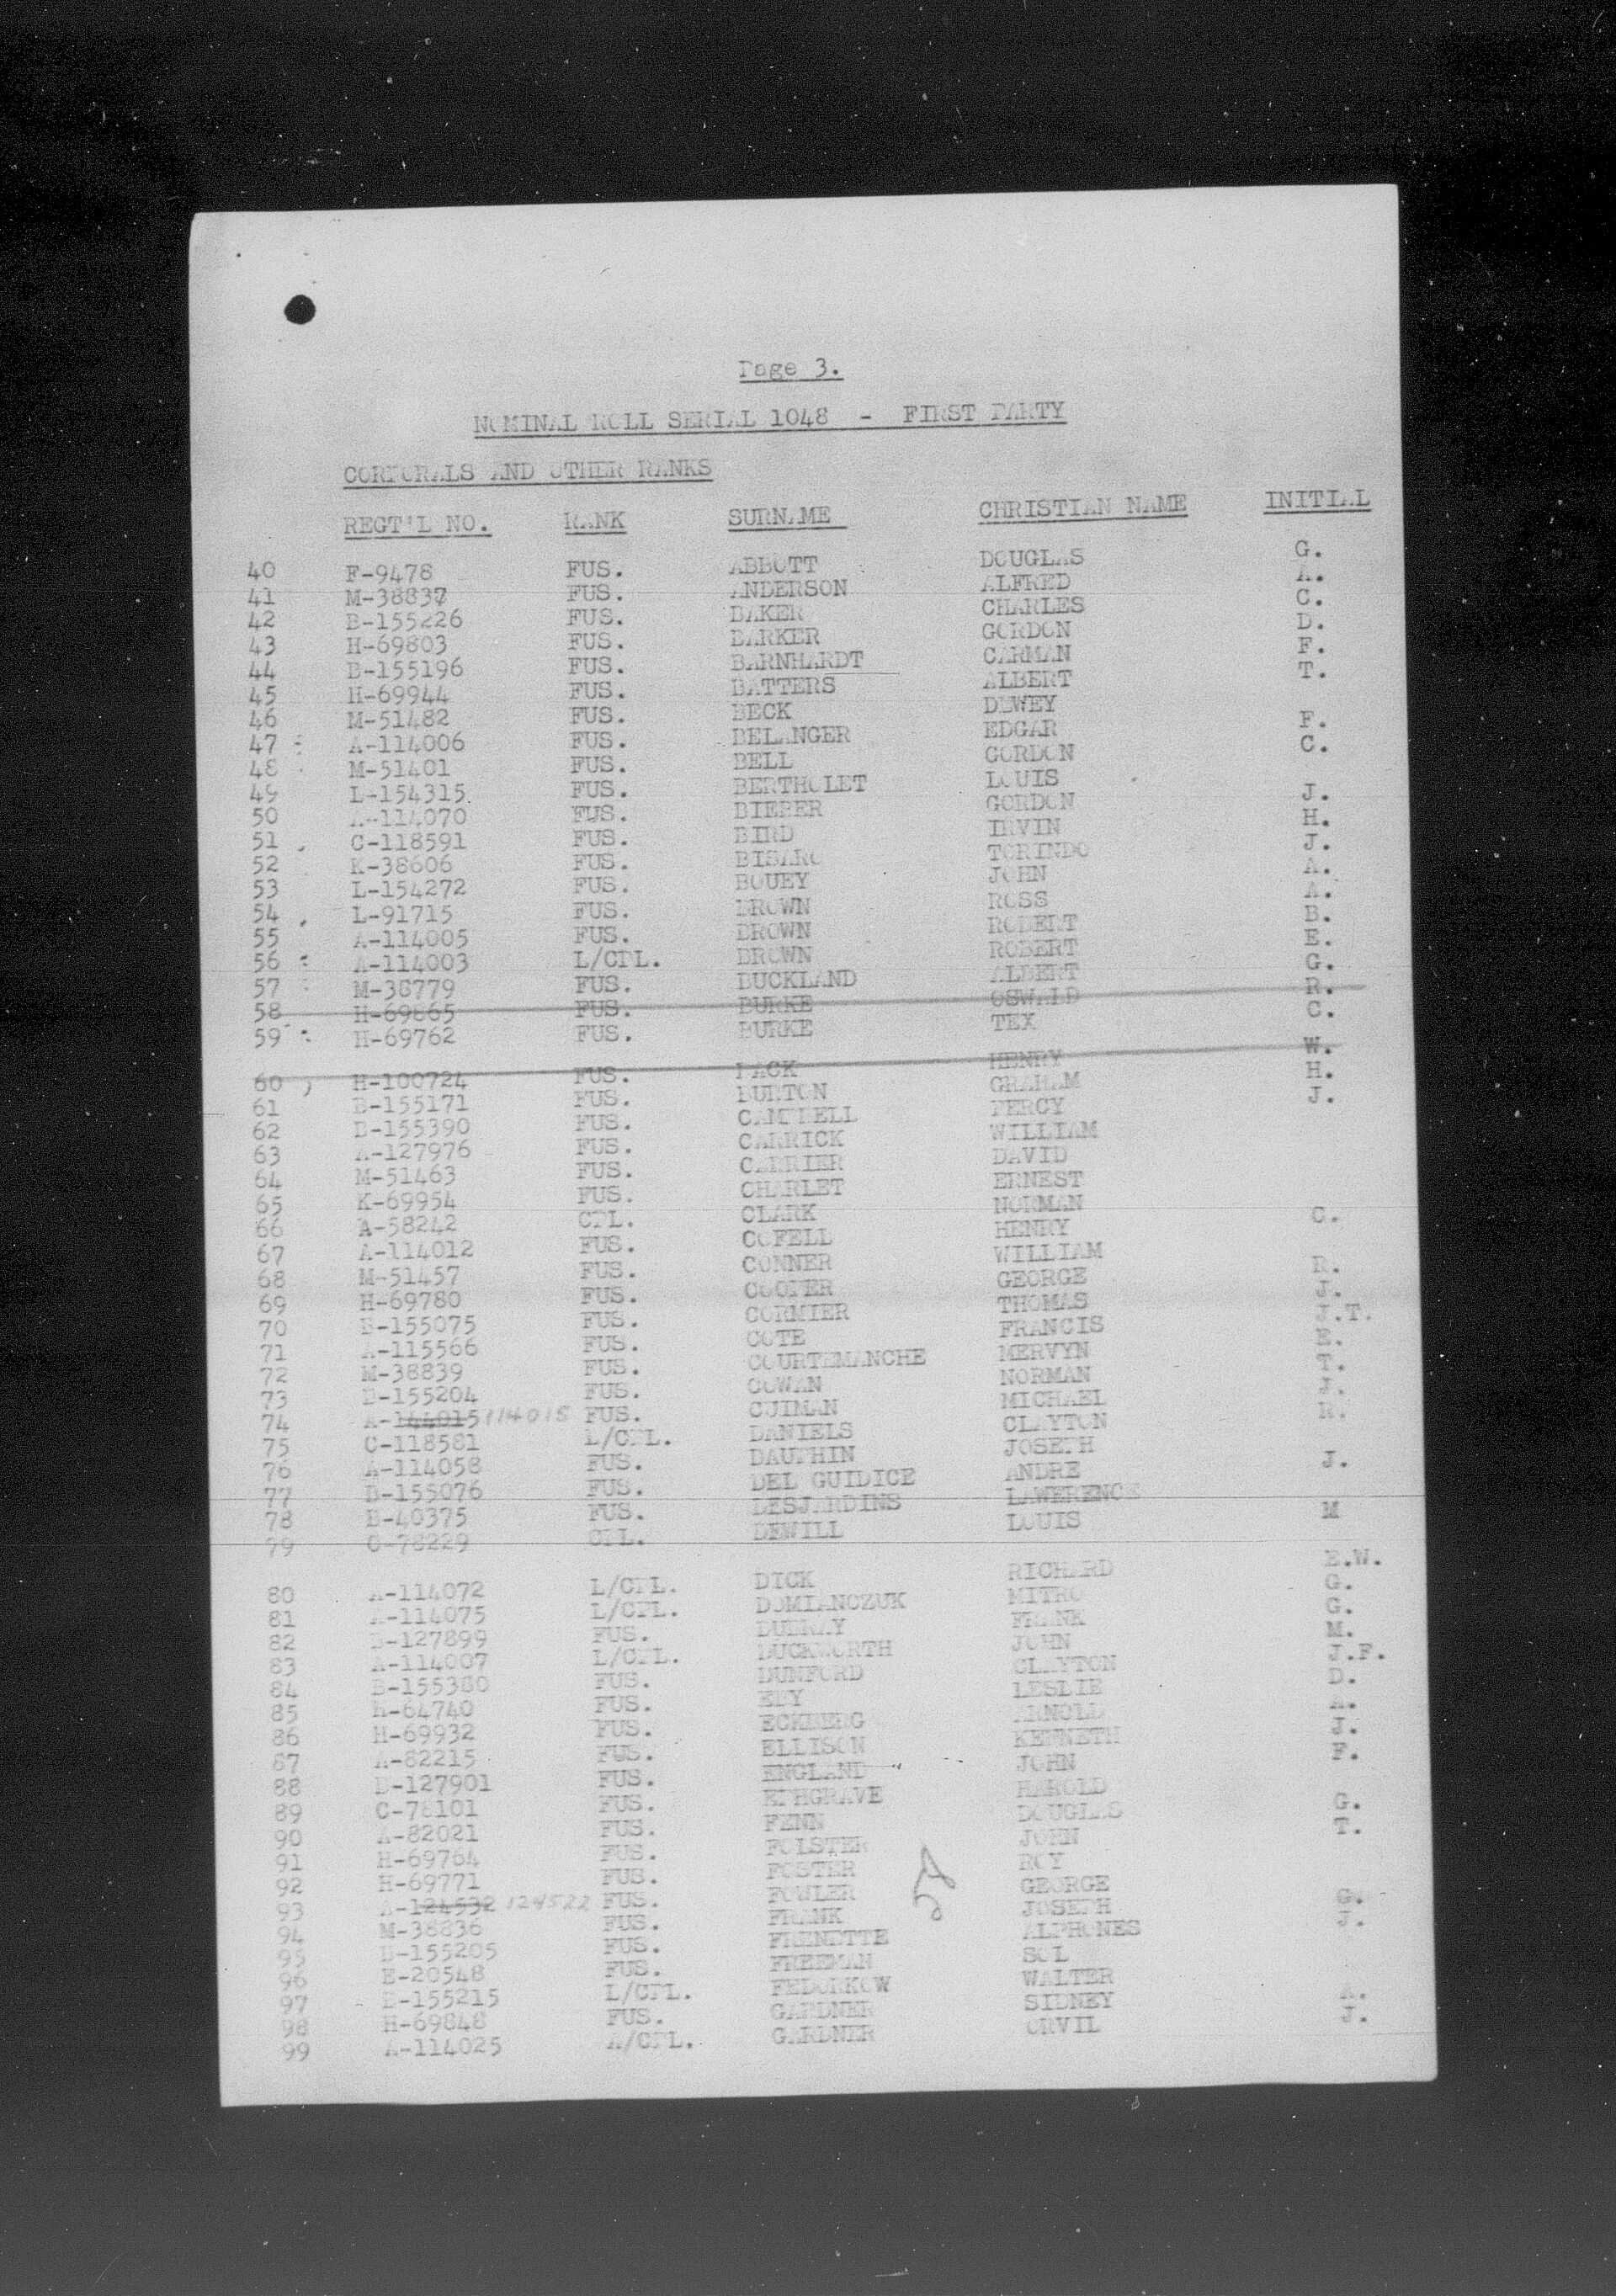 Page 3.
NOMINAL ROLL SERIAL 1048 - FIRST PARTY
CORPORALS AND OTHER RANKS
REGT'L NO. RANK SURNAME CHRISTIAN NAME INITIAL
40 F-9478 FUS. ABBOTT DOUGLAS G.
41 M-38837 FUS. ANDERSON ALFRED A.
42 B-155226 FUS. BAKER CHARLES C.
43 H-69803 FUS. BARKER GORDON D.
44 B-155196 FUS. BARNHARDT CARMAN F.
45 H-69944 FUS. BATTERS ALBERT T.
46 M-51482 FUS. BECK DEWEY
47 A-114006 FUS. BELANGER EDGAR F.
48 M-51401 FUS. BELL GORDON C.
49 L-154315 FUS. BERTHOLET LOUIS
50 A-114070 FUS. BIEBER GORDON J.
51 C-118591 FUS. BIRD IRVIN H.
52 K-38606 FUS. BISARO TORINDO J.
53 L-154272 FUS. BOUEY JOHN A.
54 L-91715 FUS. BROWN ROSS A.
55 A-114005 FUS. BROWN ROBERT B.
56 A-114003 L/CPL. BROWN ROBERT E.
57 M-38779 FUS. BUCKLAND ALBERT G.
58 H-69865 FUS. BURKE OSWALD R.
59 H-69762 FUS. BURKE TEX C.
60 H-100724 FUS. HENRY W.
61 B-155171 FUS. BURTON GRAHAM H.
62 B-155390 FUS. CAMPBELL PERCY J.
63 A-127976 FUS. CARRICK WILLIAM
64 M-51463 FUS. CARRIER DAVID
65 K-69954 FUS. CHARLET ERNEST
66 A-58242 CPL. CLARK NORMAN
67 A-114012 FUS. COFELL HENRY C.
68 M-51457 FUS. CONNER WILLIAM
69 H-69780 FUS. COOPER GEORGE R.
70 B-155075 FUS. CORMIER THOMAS J.
71 A-115566 FUS. COTE FRANCIS J.T.
72 M-38839 FUS. COURTEMANCHE MERVYN E.
73 B-155204 FUS. COWAN NORMAN T.
74 A-144015 114015 FUS. CUIMAN MICHAEL J.
75 C-118581 L/CPL. DANIELS CLAYTON R.
76 A-114058 FUS. DAUPHIN JOSEPH
77 B-155076 FUS. DEL GUIDICE ANDRE J.
78 B-40375 FUS. DESJARDINS LAWERENCE
79 C-78229 CPL. DEWILL LOUIS M
80 A-114072 L/CPL. DICK RICHARD E.W.
81 A-114075 L/CPL. DOMIANCZUK MITRO G.
82 B-127899 FUS. DUBRAY FRANK G.
83 A-114007 L/CPL. DUCKWORTH JOHN M.
84 B-155380 FUS. DUNFORD CLAYTON J.F.
85 H-64740 FUS. EBY LESLIE D.
86 H-69932 FUS. ECKBERG ARNOLD A.
87 A-82215 FUS. ELLISON KENNETH J.
88 B-127901 FUS. ENGLAND JOHN F.
89 C-78101 FUS. ETHGRAVE HAROLD
90 A-82021 FUS. FENN DOUGLAS G.
91 H-69764 FUS. FOLSTER JOHN T.
92 H-69771 FUS. FOSTER ROY
93 A-124532 124522 FUS. FOWLER GEORGE
94 M-38836 FUS. FRANK JOSEPH G.
95 B-155205 FUS. FRENETTE ALPHONES J.
96 E-20548 FUS. FREEMAN SOL
97 B-155215 L/CPL. FEDORKOW WALTER
98 H-69848 FUS. GARDNER SIDNEY A.
99 A-114025 A/CPL. GARDNER ORVIL J.